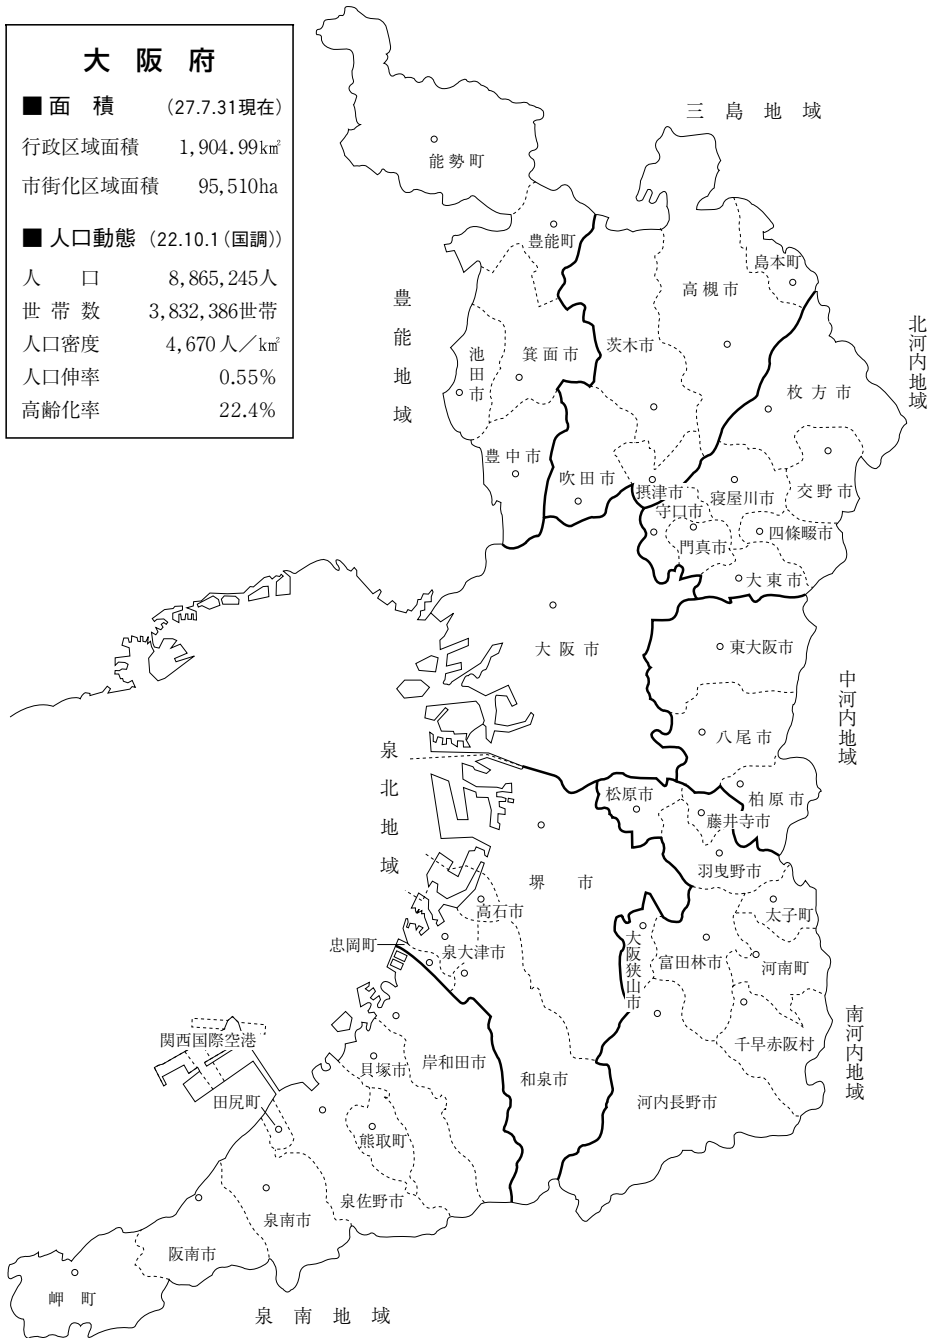 大阪府
■ 面積 (27.7.31現在)
行政区域面積 1,904.99㎢
市街化区域面積 95,510ha
■ 人口動態 (22.10.1(国調))
人口 8,865,245人
世帯数 3,832,386世帯
人口密度 4,670人／㎢
人口伸率 0.55%
高齢化率 22.4%
三島地域
能勢町
豊能町
島本町
高槻市
豊能地域
北河内地域
茨木市
池田市
箕面市
枚方市
豊中市
吹田市
摂津市
寝屋川市
交野市
守口市
門真市
四條畷市
大東市
大阪市
東大阪市
中河内地域
八尾市
泉北地域
松原市
柏原市
藤井寺市
羽曳野市
堺市
高石市
太子町
忠岡町
泉大津市
大阪狭山市
富田林市
河南町
南河内地域
関西国際空港
千早赤阪村
貝塚市
岸和田市
和泉市
河内長野市
田尻町
熊取町
泉佐野市
泉南市
阪南市
岬町
泉南地域